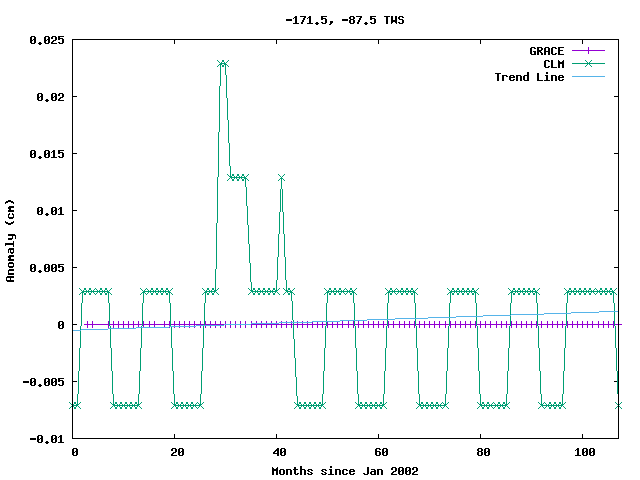 -171.5, -87.5 TWS
GRACE
CLM
Trend Line
Anomaly (cm)
0.025
0.02
0.015
0.01
0.005
0
-0.005
-0.01
0 20 40 60 80 100
Months since Jan 2002